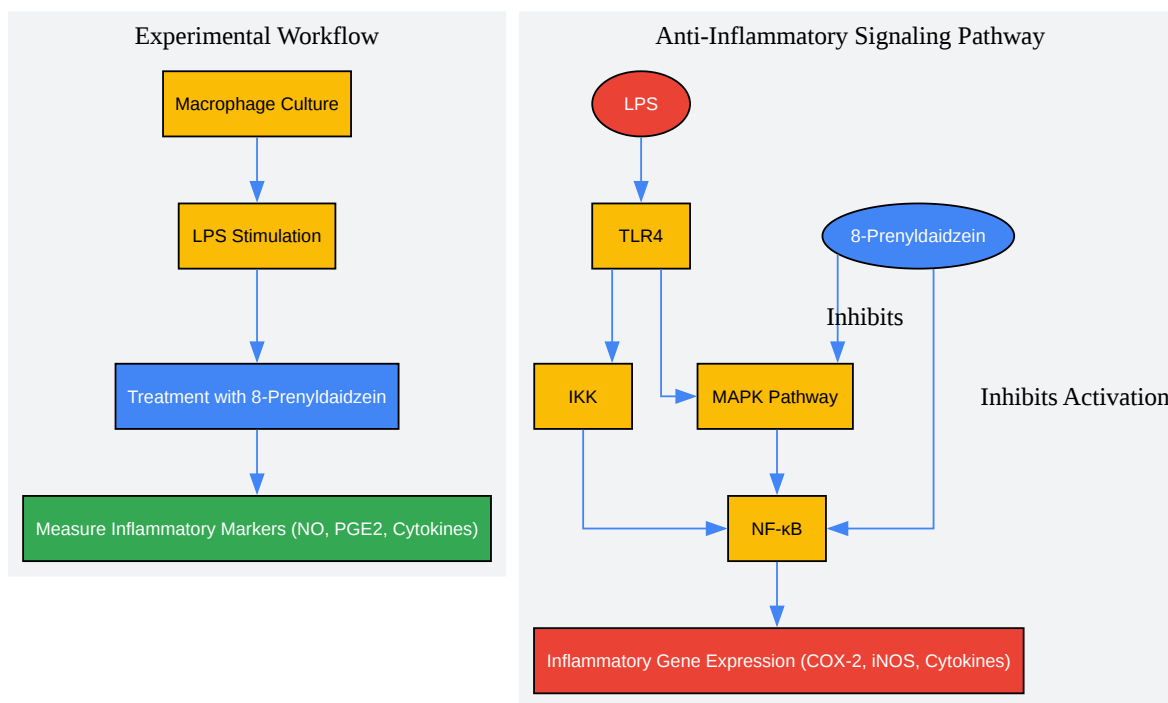 Experimental Workflow
Macrophage Culture
LPS Stimulation
Treatment with 8-Prenyldaidzein
Measure Inflammatory Markers (NO, PGE2, Cytokines)
Anti-Inflammatory Signaling Pathway
LPS
TLR4
8-Prenyldaidzein
Inhibits
IKK
MAPK Pathway
Inhibits Activation
NF-κB
Inflammatory Gene Expression (COX-2, iNOS, Cytokines)